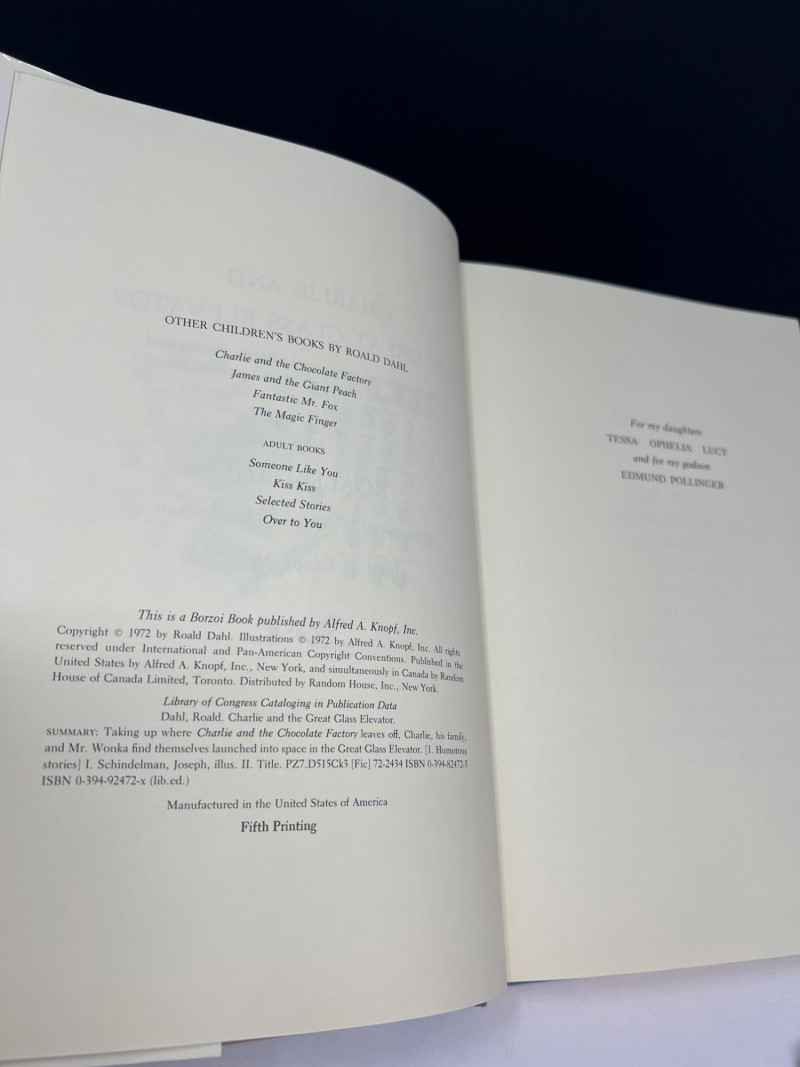 OTHER CHILDREN'S BOOKS BY ROALD DAHL
Charlie and the Chocolate Factory
James and the Giant Peach
Fantastic Mr. Fox
The Magic Finger
ADULT BOOKS
Someone Like You
Kiss Kiss
Selected Stories
Over to You
This is a Borzoi Book published by Alfred A. Knopf, Inc.
Copyright © 1972 by Roald Dahl. Illustrations © 1972 by Alfred A. Knopf, Inc. All rights
reserved under International and Pan-American Copyright Conventions. Published in the
United States by Alfred A. Knopf, Inc., New York, and simultaneously in Canada by Random
House of Canada Limited, Toronto. Distributed by Random House, Inc., New York.
Library of Congress Cataloging in Publication Data
Dahl, Roald. Charlie and the Great Glass Elevator.
SUMMARY: Taking up where Charlie and the Chocolate Factory leaves off, Charlie, his family,
and Mr. Wonka find themselves launched into space in the Great Glass Elevator. [1. Humorous
stories] I. Schindelman, Joseph, illus. II. Title. PZ7.D515Ck3 [Fic] 72-2434 ISBN 0-394-82472-5
ISBN 0-394-92472-x (lib.ed.)
Manufactured in the United States of America
Fifth Printing
For my daughters
TESSA OPHELIA LUCY
and for my godson
EDMUND POLLINGER